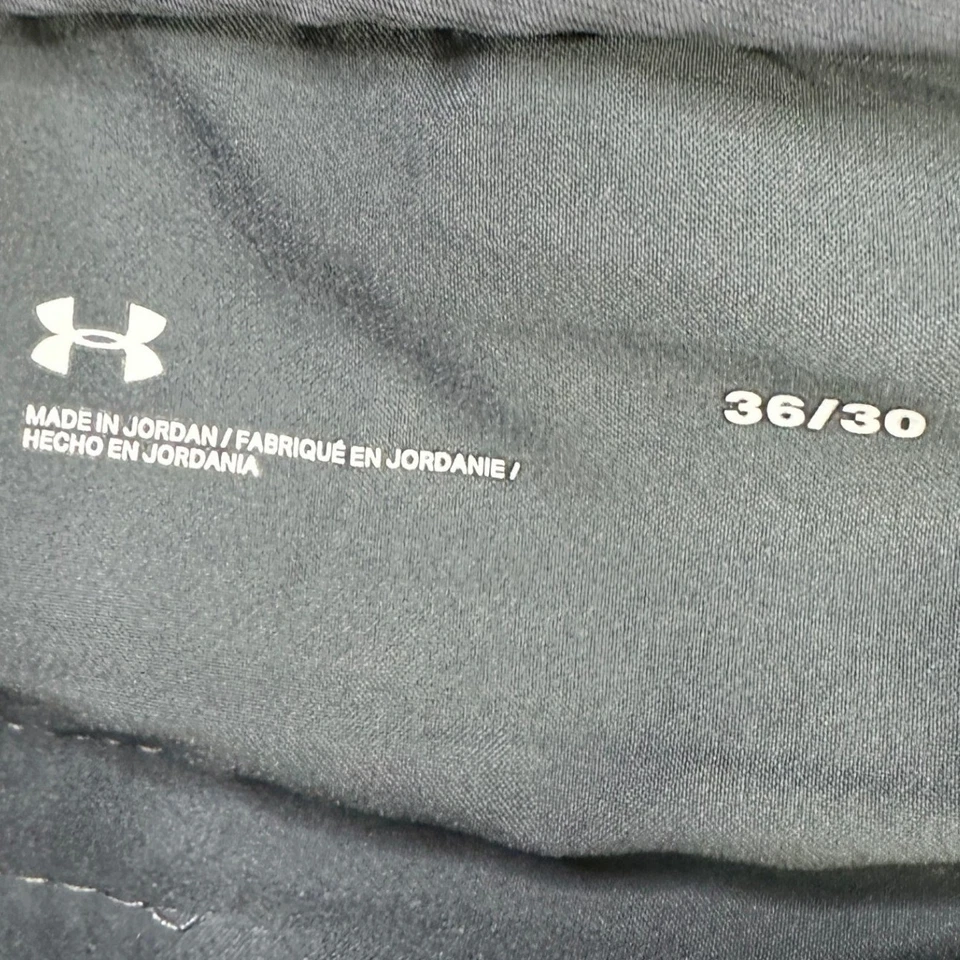 MADE IN JORDAN / FABRIQUÉ EN JORDANIE /
HECHO EN JORDANIA
36/30